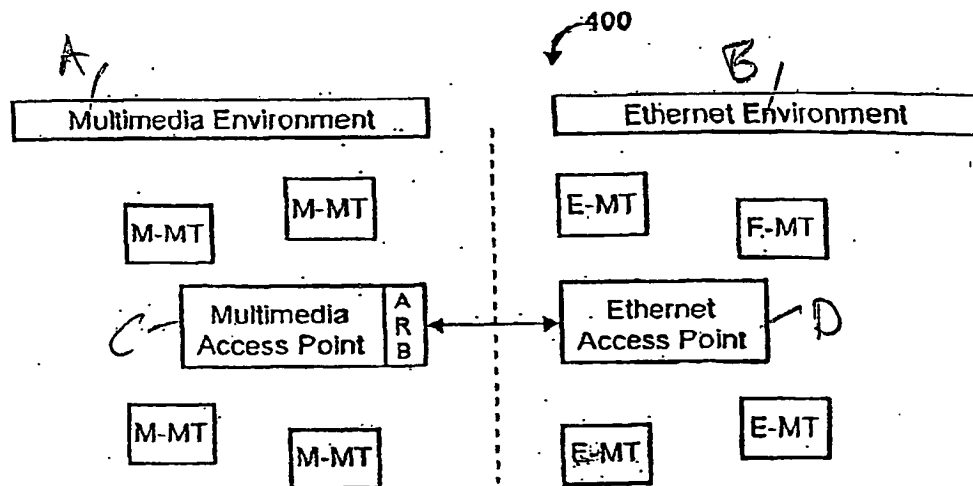 400
A
B
Multimedia Environment
Ethernet Environment
M-MT
M-MT
E-MT
F-MT
C
Multimedia
Access Point
A
R
B
Ethernet
Access Point
D
M-MT
M-MT
E-MT
E-MT